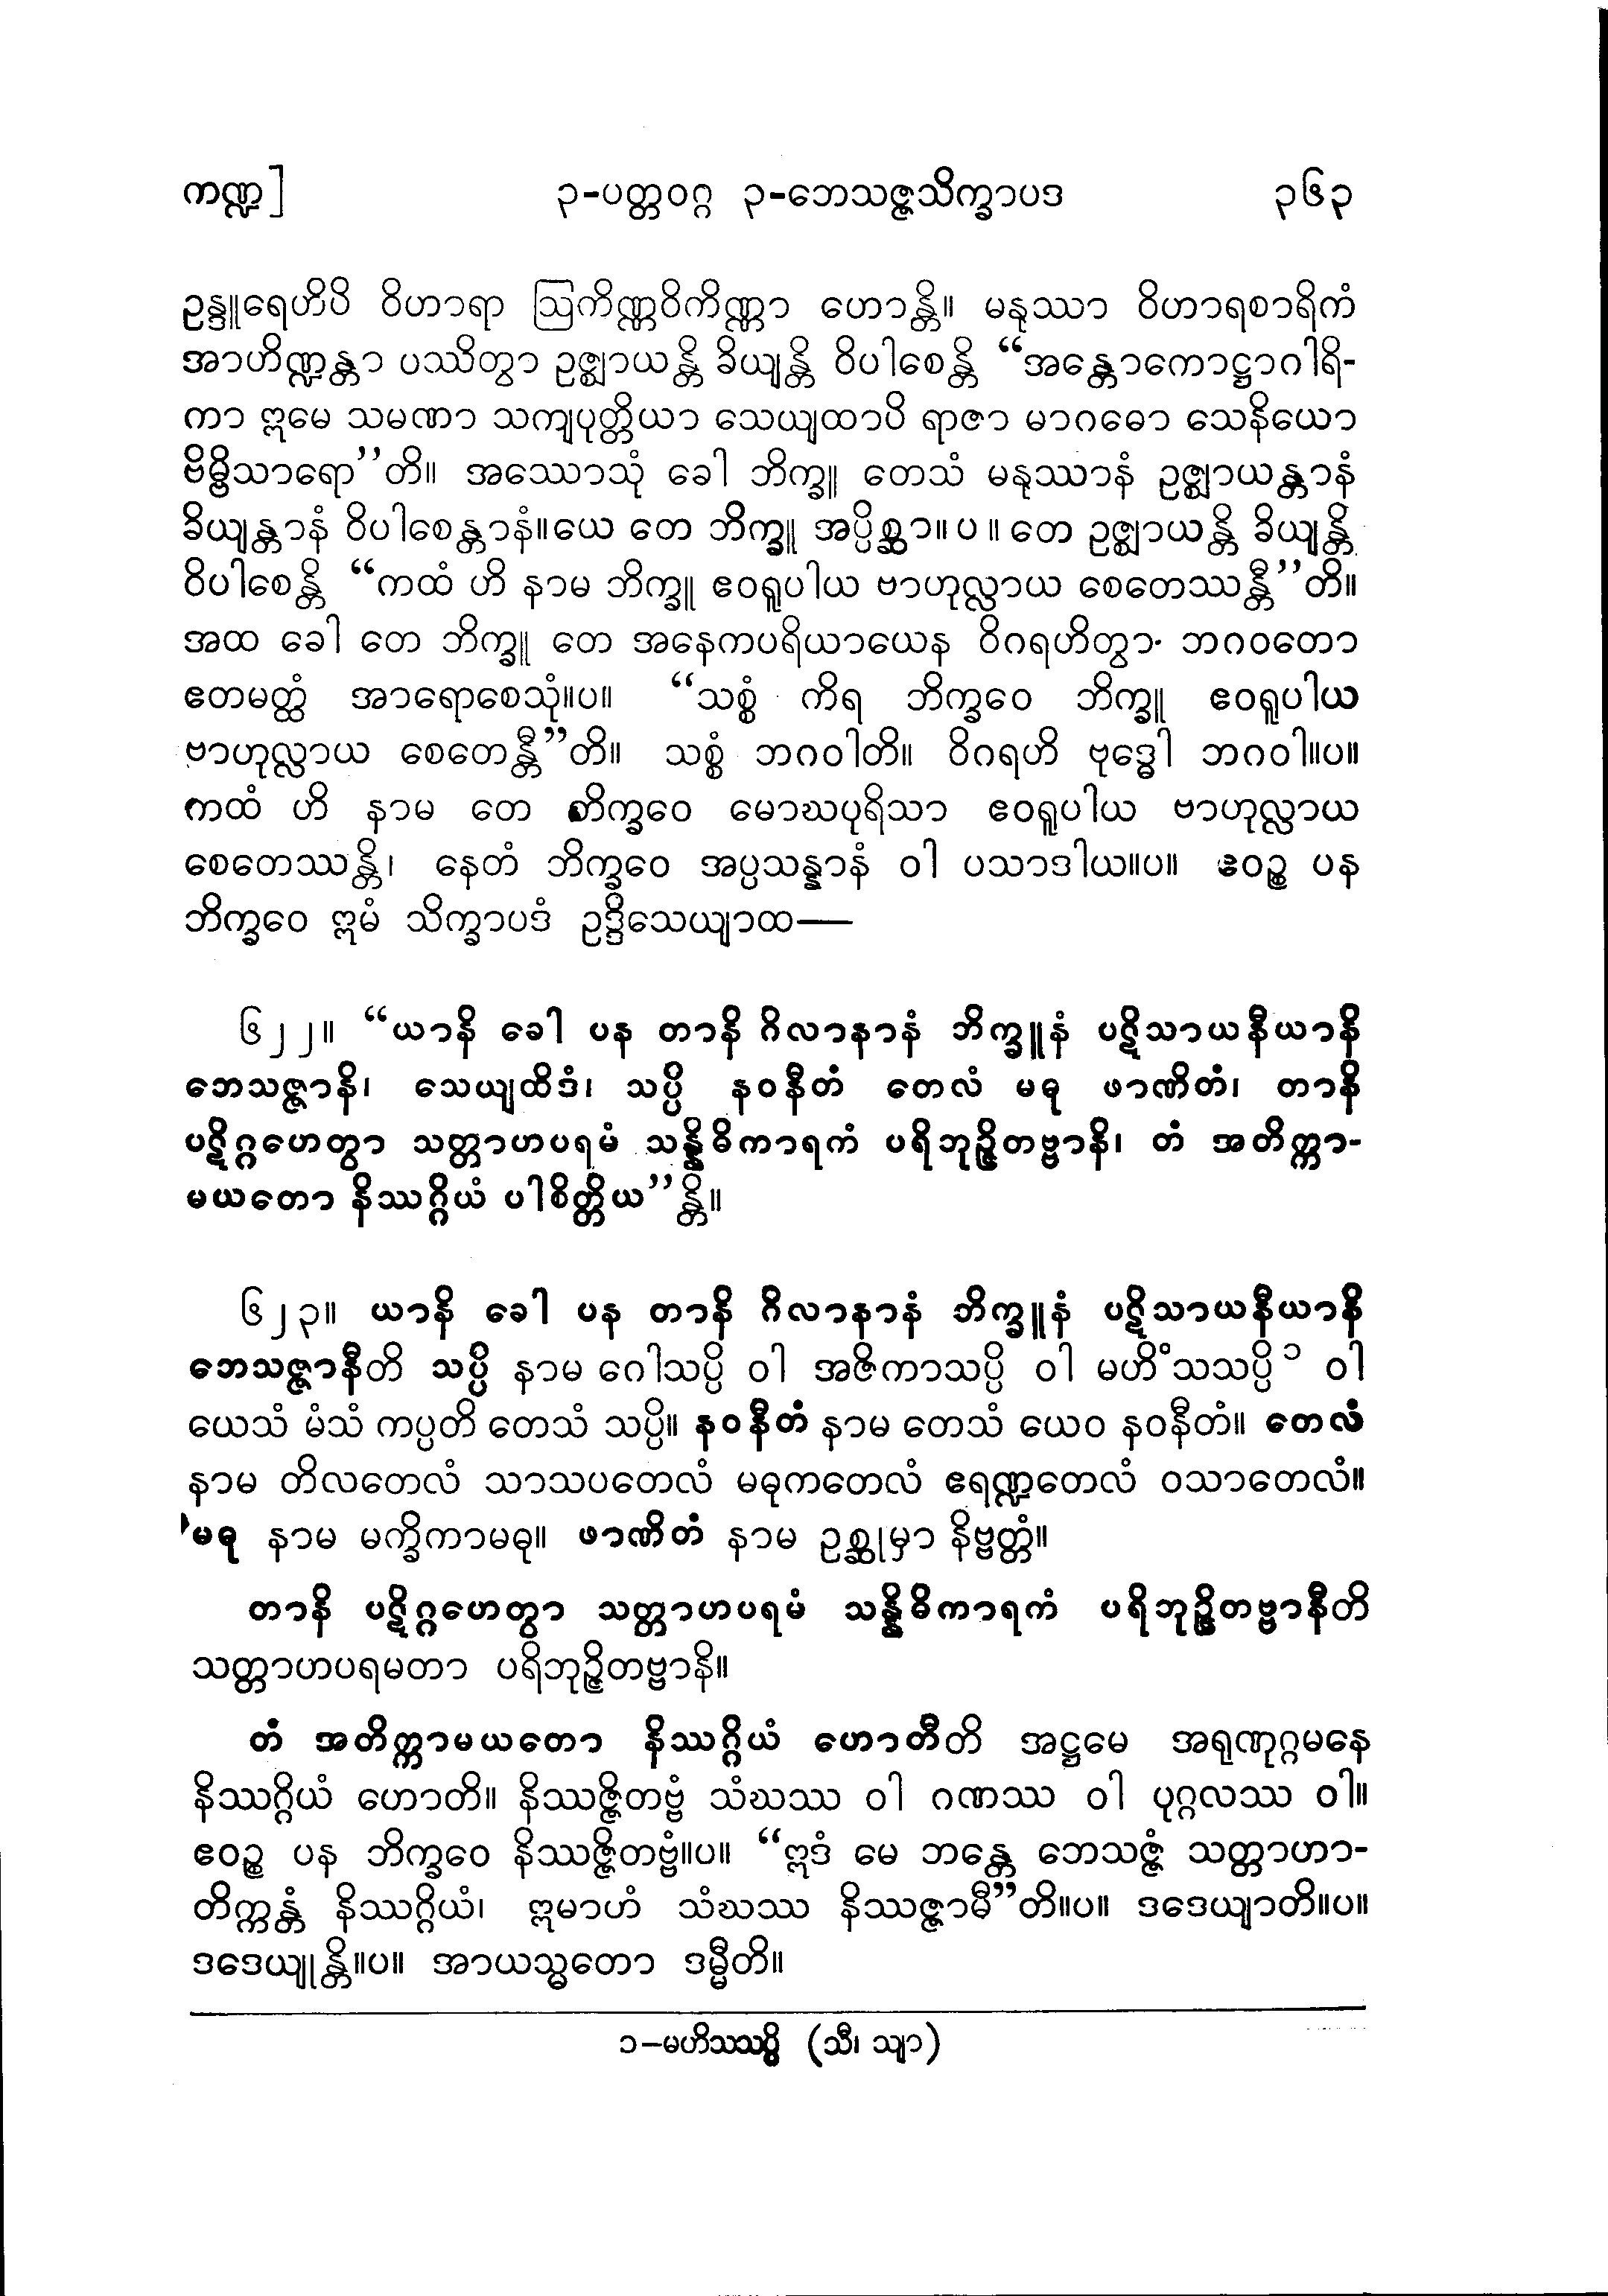 ကဏ္ဍ] ၃-ပတ္တဝဂ္ဂ ၃-ဘေသဇ္ဇသိက္ခာပဒ ၃၆၃
ဥန္ဒူရေဟိပိ ဝိဟာရာ ဩကိဏ္ဏဝိကိဏ္ဏာ ဟောန္တိ။ မနုဿာ ဝိဟာရစာရိကံ
အာဟိဏ္ဍန္တာ ပဿိတွာ ဥဇ္ဈာယန္တိ ခိယျန္တိ ဝိပါစေန္တိ “အန္တောကောဋ္ဌာဂါရိ-
ကာ ဣမေ သမဏာ သကျပုတ္တိယာ သေယျထာပိ ရာဇာ မာဂဓော သေနိယော
ဗိမ္ဗိသာရော”တိ။ အဿောသုံ ခေါ ဘိက္ခူ တေသံ မနုဿာနံ ဥဇ္ဈာယန္တာနံ
ခိယျန္တာနံ ဝိပါစေန္တာနံ။ယေ တေ ဘိက္ခူ အပ္ပိစ္ဆာ။ပ။တေ ဥဇ္ဈာယန္တိ ခိယျန္တိ
ဝိပါစေန္တိ “ကထံ ဟိ နာမ ဘိက္ခူ ဧဝရူပါယ ဗာဟုလ္လာယ စေတေဿန္တီ”တိ။
အထ ခေါ တေ ဘိက္ခူ တေ အနေကပရိယာယေန ဝိဂရဟိတွာ ဘဂဝတော
ဧတမတ္ထံ အာရောစေသုံ။ပ။ “သစ္စံ ကိရ ဘိက္ခဝေ ဘိက္ခူ ဧဝရူပါယ
ဗာဟုလ္လာယ စေတေန္တီ”တိ။ သစ္စံ ဘဂဝါတိ။ ဝိဂရဟိ ဗုဒ္ဓေါ ဘဂဝါ။ပ။
ကထံ ဟိ နာမ တေ ဘိက္ခဝေ မောဃပုရိသာ ဧဝရူပါယ ဗာဟုလ္လာယ
စေတေဿန္တိ၊ နေတံ ဘိက္ခဝေ အပ္ပသန္နာနံ ဝါ ပသာဒါယ။ပ။ ဧဝဉ္စ ပန
ဘိက္ခဝေ ဣမံ သိက္ခာပဒံ ဥဒ္ဒိသေယျာထ—
၆၂၂။ “ယာနိ ခေါ ပန တာနိ ဂိလာနာနံ ဘိက္ခူနံ ပဋိသာယနီယာနိ
ဘေသဇ္ဇာနိ၊ သေယျထိဒံ၊ သပ္ပိ နဝနီတံ တေလံ မဓု ဖာဏိတံ၊ တာနိ
ပဋိဂ္ဂဟေတွာ သတ္တာဟပရမံ သန္နိဓိကာရကံ ပရိဘုဉ္ဇိတဗ္ဗာနိ၊ တံ အတိက္ကာ-
မယတော နိဿဂ္ဂိယံ ပါစိတ္တိယ”န္တိ။
၆၂၃။ ယာနိ ခေါ ပန တာနိ ဂိလာနာနံ ဘိက္ခူနံ ပဋိသာယနီယာနိ
ဘေသဇ္ဇာနီတိ သပ္ပိ နာမ ဂေါသပ္ပိ ဝါ အဇိကာသပ္ပိ ဝါ မဟိံသသပ္ပိ ၁ ဝါ
ယေသံ မံသံ ကပ္ပတိ တေသံ သပ္ပိ။ နဝနီတံ နာမ တေသံ ယေဝ နဝနီတံ။ တေလံ
နာမ တိလတေလံ သာသပတေလံ မဓုကတေလံ ဧရဏ္ဍတေလံ ဝသာတေလံ။
မဓု နာမ မက္ခိကာမဓု။ ဖာဏိတံ နာမ ဥစ္ဆုမှာ နိဗ္ဗတ္တံ။
တာနိ ပဋိဂ္ဂဟေတွာ သတ္တာဟပရမံ သန္နိဓိကာရကံ ပရိဘုဉ္ဇိတဗ္ဗာနီတိ
သတ္တာဟပရမတာ ပရိဘုဉ္ဇိတဗ္ဗာနိ။
တံ အတိက္ကာမယတော နိဿဂ္ဂိယံ ဟောတီတိ အဋ္ဌမေ အရုဏုဂ္ဂမနေ
နိဿဂ္ဂိယံ ဟောတိ။ နိဿဇ္ဇိတဗ္ဗံ သံဃဿ ဝါ ဂဏဿ ဝါ ပုဂ္ဂလဿ ဝါ။
ဧဝဉ္စ ပန ဘိက္ခဝေ နိဿဇ္ဇိတဗ္ဗံ။ပ။ “ဣဒံ မေ ဘန္တေ ဘေသဇ္ဇံ သတ္တာဟာ-
တိက္ကန္တံ နိဿဂ္ဂိယံ၊ ဣမာဟံ သံဃဿ နိဿဇ္ဇာမီ”တိ။ပ။ ဒဒေယျာတိ။ပ။
ဒဒေယျုန္တိ။ပ။ အာယသ္မတော ဒမ္မီတိ။
၁—မဟိသသပ္ပိ (သီ၊ သျာ)